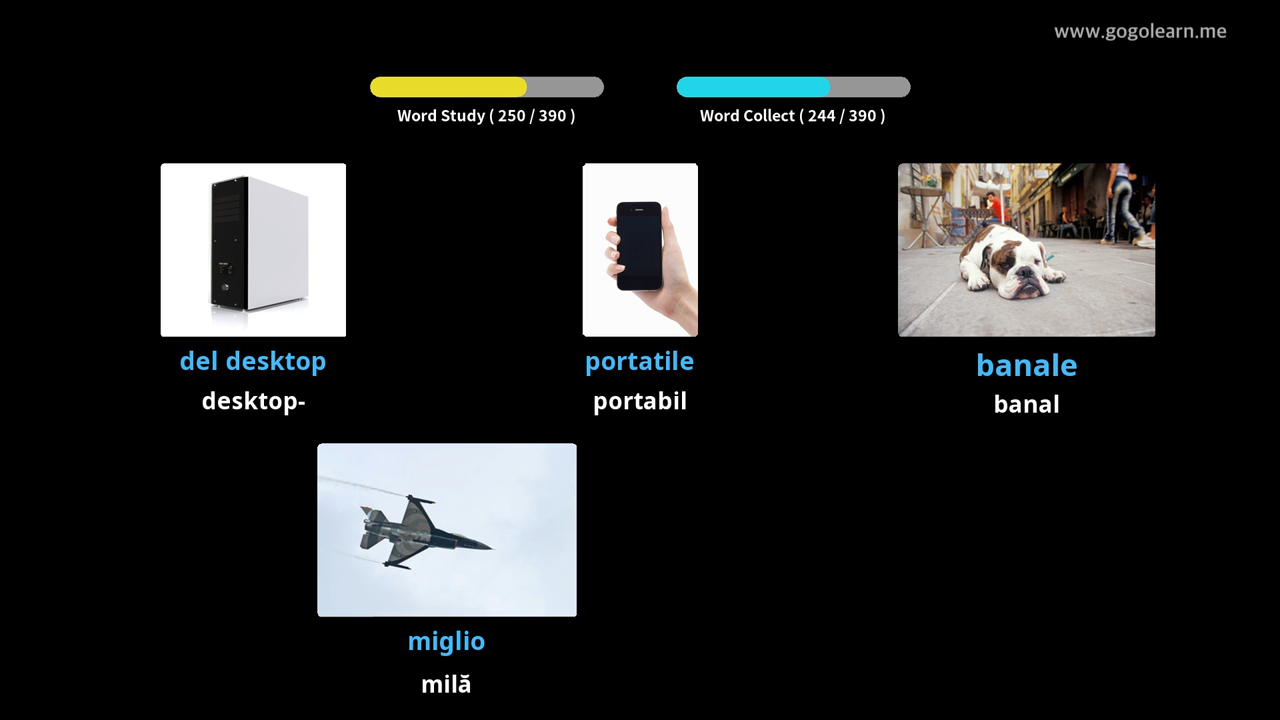 www.gogolearn.me
Word Study ( 250 / 390 )
Word Collect ( 244 / 390 )
del desktop
desktop-
portatile
portabil
banale
banal
miglio
milă